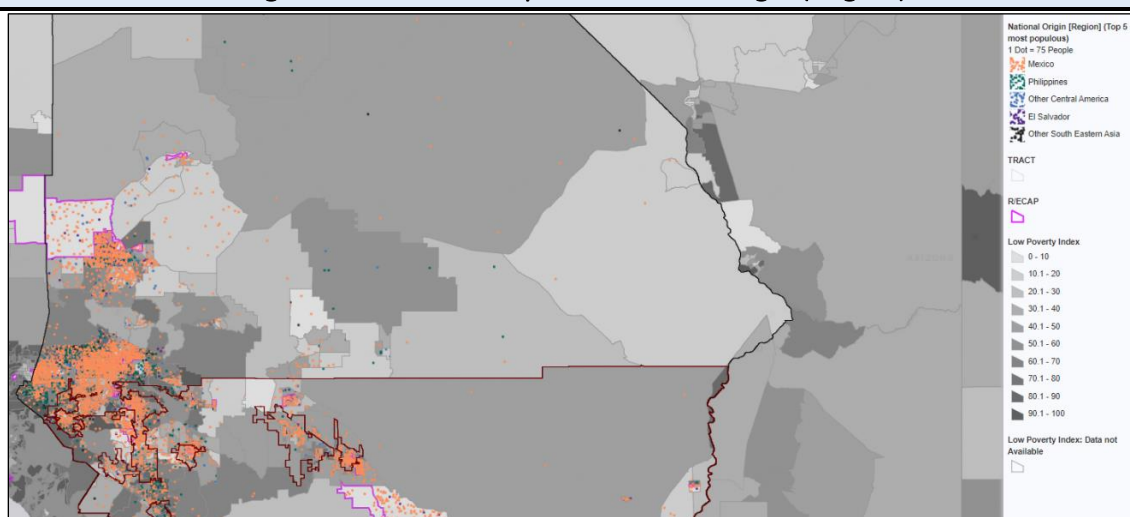 National Origin [Region] (Top 5
most populous)
1 Dot = 75 People
Mexico
Philippines
Other Central America
El Salvador
Other South Eastern Asia
TRACT
R/ECAP
Low Poverty Index
0 - 10
10.1 - 20
20.1 - 30
30.1 - 40
40.1 - 50
50.1 - 60
60.1 - 70
70.1 - 80
80.1 - 90
90.1 - 100
Low Poverty Index: Data not
Available